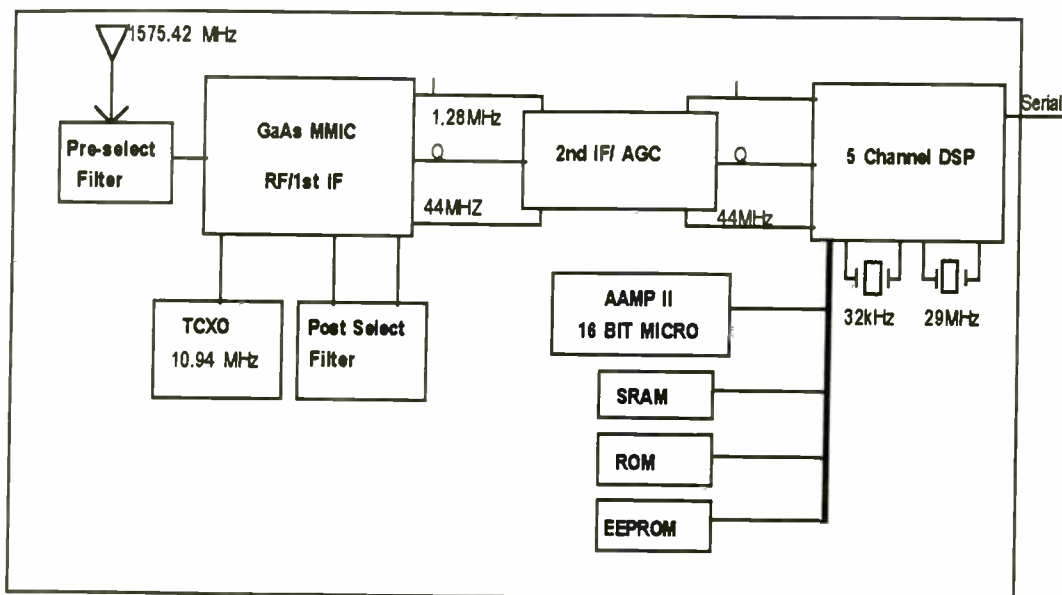 1575.42 MHz
Pre-select
Filter
GaAs MMIC
RF/1st IF
I
1.28MHz
Q
44MHZ
2nd IF/ AGC
I
Q
44MHz
5 Channel DSP
Serial
TCXO
10.94 MHz
Post Select
Filter
AAMP II
16 BIT MICRO
32kHz
29MHz
SRAM
ROM
EEPROM